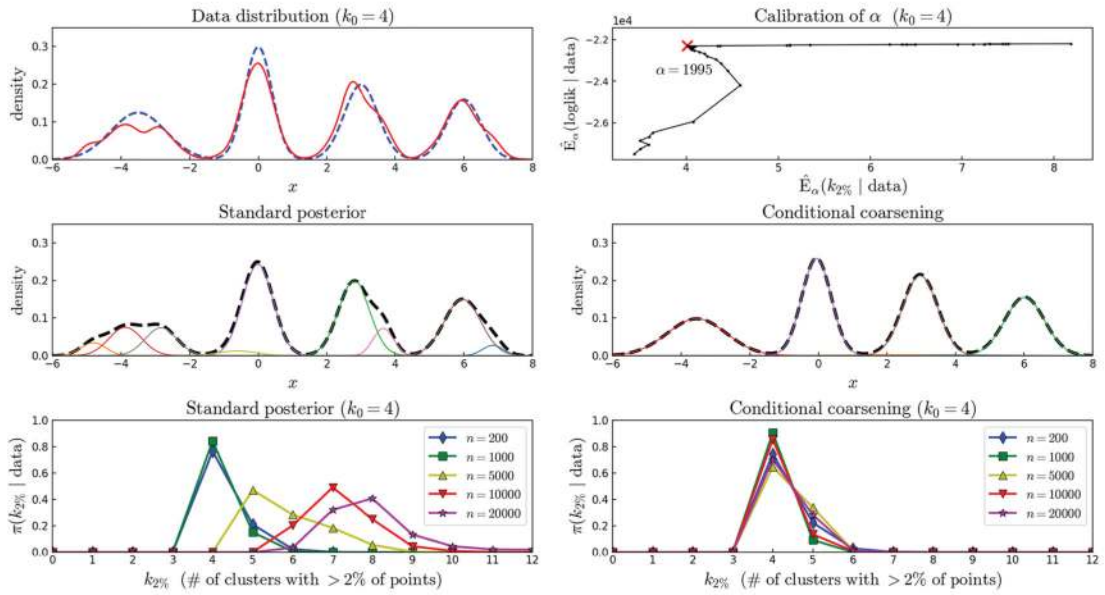 Data distribution (k₀ = 4)
density
0.3
0.2
0.1
0.0
−6 −4 −2 0 2 4 6 8
x
Calibration of α (k₀ = 4)
1e4
Ê_α(loglik | data)
−2.2
−2.4
−2.6
α = 1995
4 5 6 7 8
Ê_α(k₂% | data)
Standard posterior
density
0.3
0.2
0.1
0.0
−6 −4 −2 0 2 4 6 8
x
Conditional coarsening
density
0.3
0.2
0.1
0.0
−6 −4 −2 0 2 4 6 8
x
Standard posterior (k₀ = 4)
π(k₂% | data)
1.0
0.8
0.6
0.4
0.2
0.0
n = 200
n = 1000
n = 5000
n = 10000
n = 20000
0 1 2 3 4 5 6 7 8 9 10 11 12
k₂% (# of clusters with > 2% of points)
Conditional coarsening (k₀ = 4)
π(k₂% | data)
1.0
0.8
0.6
0.4
0.2
0.0
n = 200
n = 1000
n = 5000
n = 10000
n = 20000
0 1 2 3 4 5 6 7 8 9 10 11 12
k₂% (# of clusters with > 2% of points)